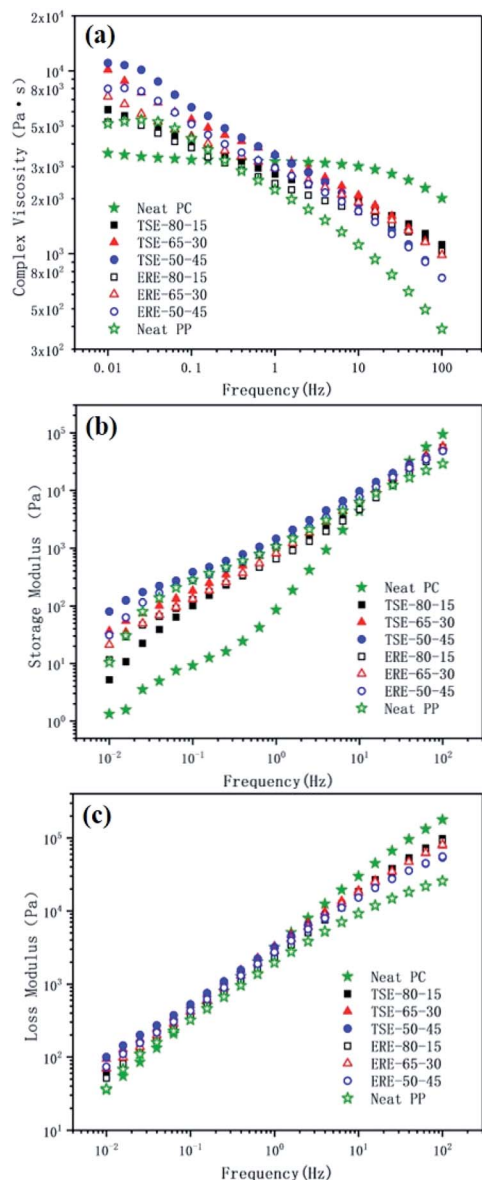 (a)
2x10⁴
10⁴
8x10³
5x10³
3x10³
2x10³
10³
8x10²
5x10²
3x10²
Complex Viscosity (Pa·s)
Neat PC
TSE-80-15
TSE-65-30
TSE-50-45
ERE-80-15
ERE-65-30
ERE-50-45
Neat PP
0.01 0.1 1 10 100
Frequency(Hz)
(b)
10⁵
10⁴
10³
10²
10¹
10⁰
Storage Modulus (Pa)
Neat PC
TSE-80-15
TSE-65-30
TSE-50-45
ERE-80-15
ERE-65-30
ERE-50-45
Neat PP
10⁻² 10⁻¹ 10⁰ 10¹ 10²
Frequency(Hz)
(c)
10⁵
10⁴
10³
10²
10¹
Loss Modulus (Pa)
Neat PC
TSE-80-15
TSE-65-30
TSE-50-45
ERE-80-15
ERE-65-30
ERE-50-45
Neat PP
10⁻² 10⁻¹ 10⁰ 10¹ 10²
Frequency(Hz)